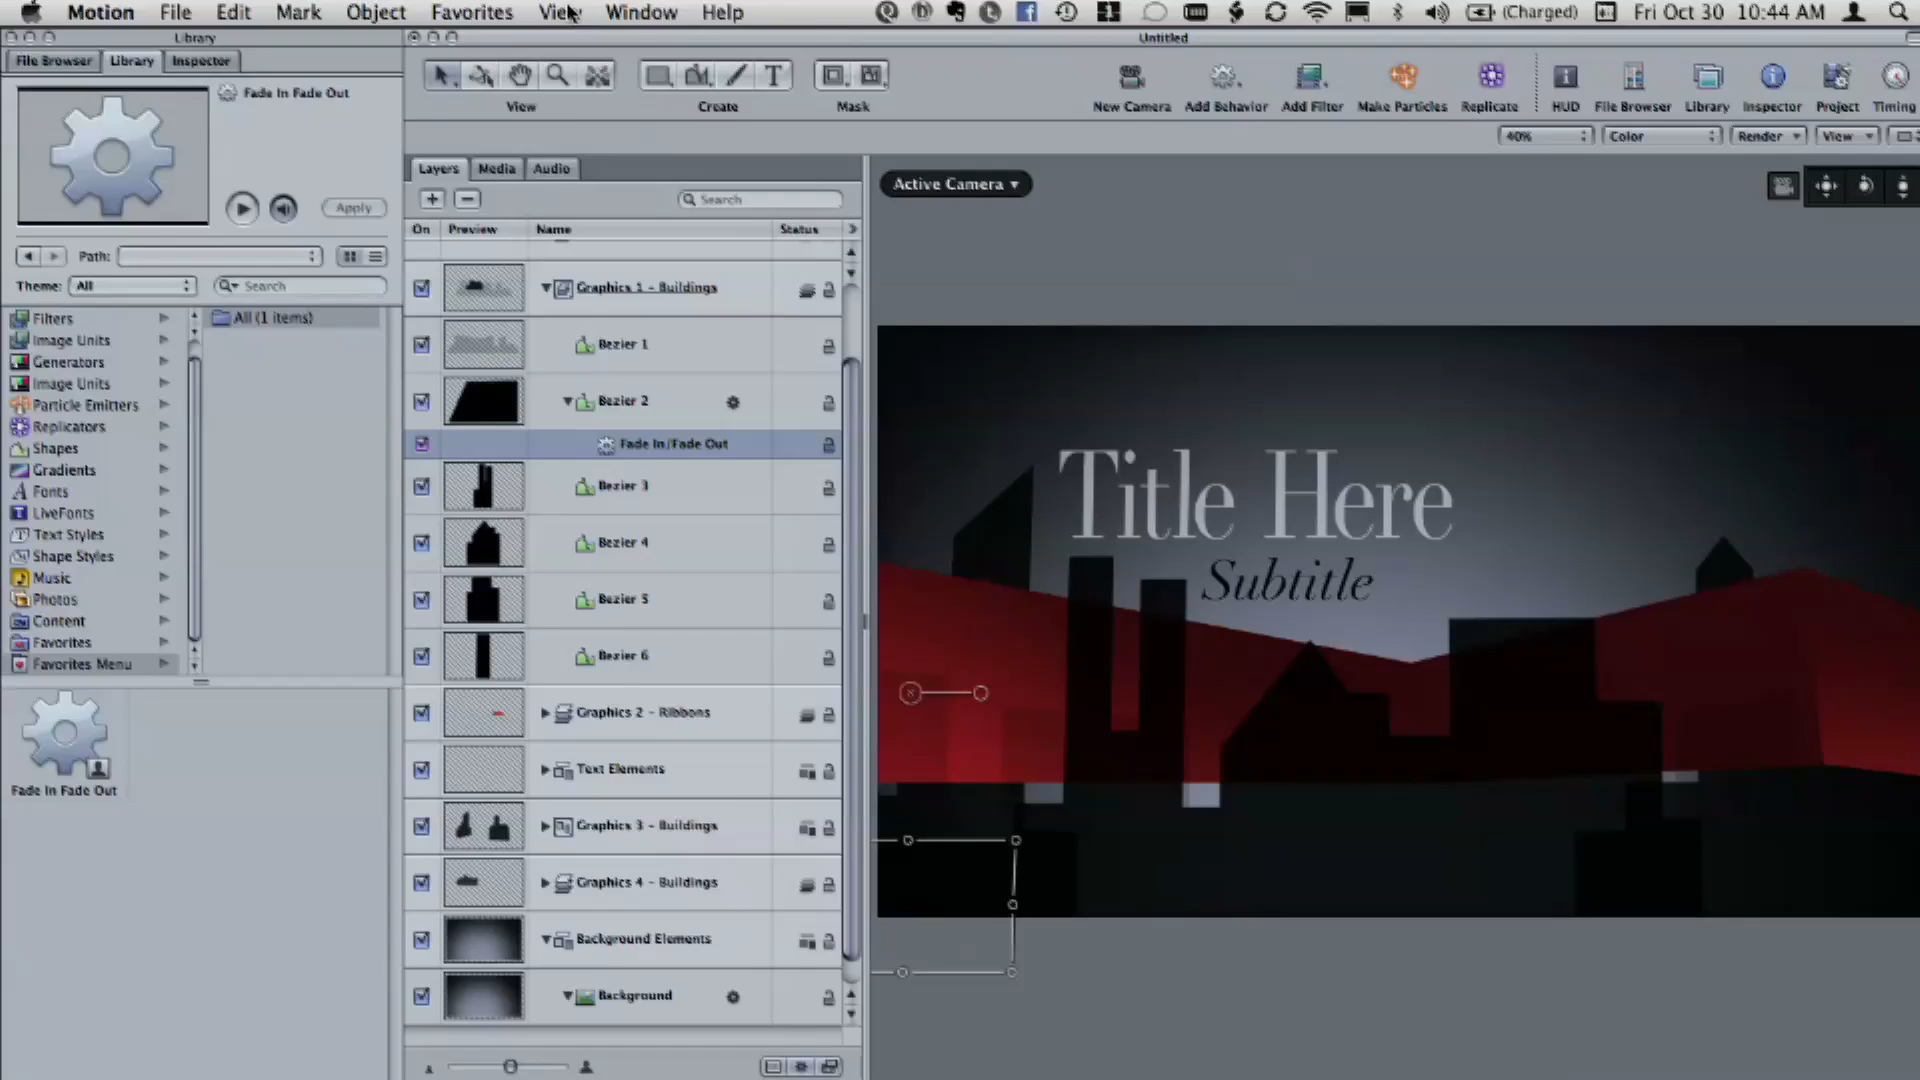 Motion File Edit Mark Object Favorites View Window Help (Charged) Fri Oct 30 10:44 AM
Library Untitled
File Browser Library Inspector
Fade In Fade Out
View Create Mask New Camera Add Behavior Add Filter Make Particles Replicate HUD File Browser Library Inspector Project Timing
40% Color Render View
Layers Media Audio
Active Camera
Apply
Search
On Preview Name Status
Path:
Theme: All Search
Filters
Image Units
Generators
Image Units
Particle Emitters
Replicators
Shapes
Gradients
Fonts
LiveFonts
Text Styles
Shape Styles
Music
Photos
Content
Favorites
Favorites Menu
All (1 items)
Fade In Fade Out
Graphics 1 - Buildings
Bezier 1
Bezier 2
Fade In/Fade Out
Bezier 3
Bezier 4
Bezier 5
Bezier 6
Graphics 2 - Ribbons
Text Elements
Graphics 3 - Buildings
Graphics 4 - Buildings
Background Elements
Background
Title Here
Subtitle